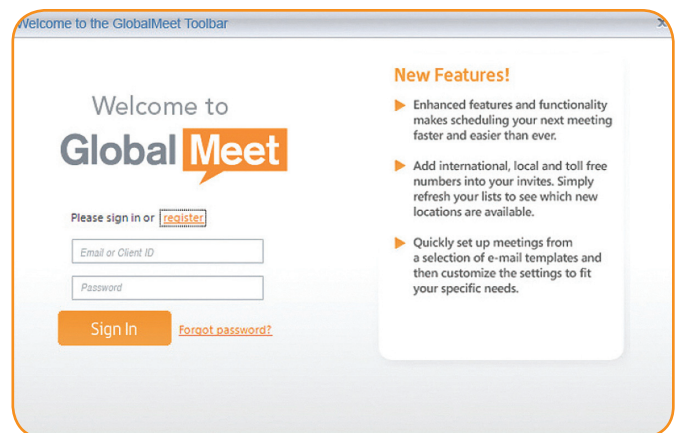 Welcome to the GlobalMeet Toolbar
Welcome to
GlobalMeet
Please sign in or register
Email or Client ID
Password
Sign In
Forgot password?
New Features!
Enhanced features and functionality
makes scheduling your next meeting
faster and easier than ever.
Add international, local and toll free
numbers into your invites. Simply
refresh your lists to see which new
locations are available.
Quickly set up meetings from
a selection of e-mail templates and
then customize the settings to fit
your specific needs.